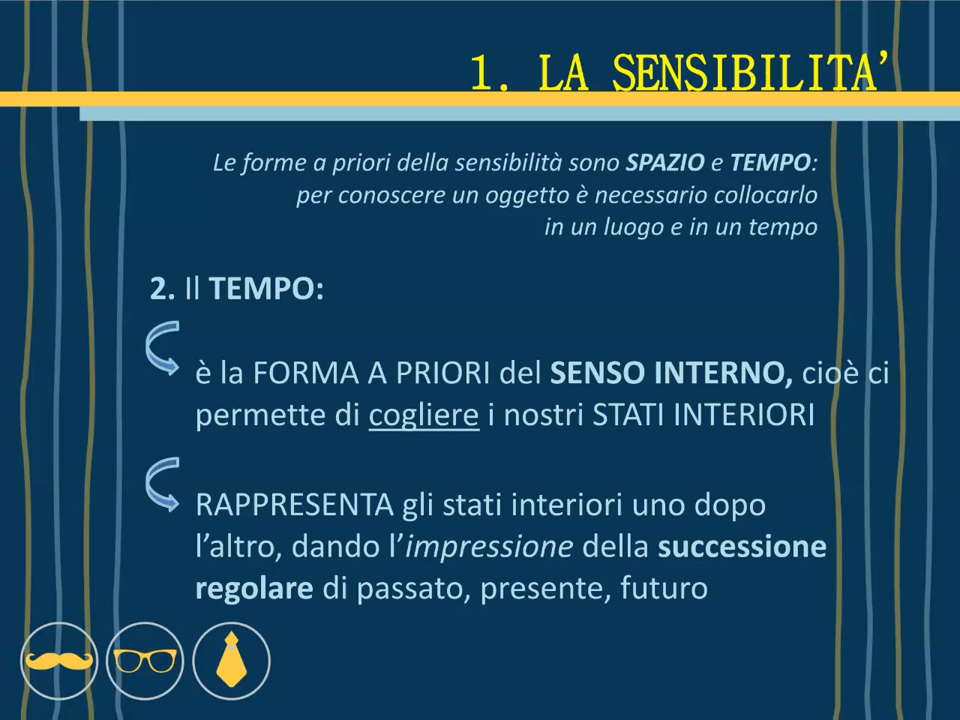 1. LA SENSIBILITA'
Le forme a priori della sensibilità sono SPAZIO e TEMPO:
per conoscere un oggetto è necessario collocarlo
in un luogo e in un tempo
2. Il TEMPO:
è la FORMA A PRIORI del SENSO INTERNO, cioè ci
permette di cogliere i nostri STATI INTERIORI
RAPPRESENTA gli stati interiori uno dopo
l’altro, dando l’impressione della successione
regolare di passato, presente, futuro